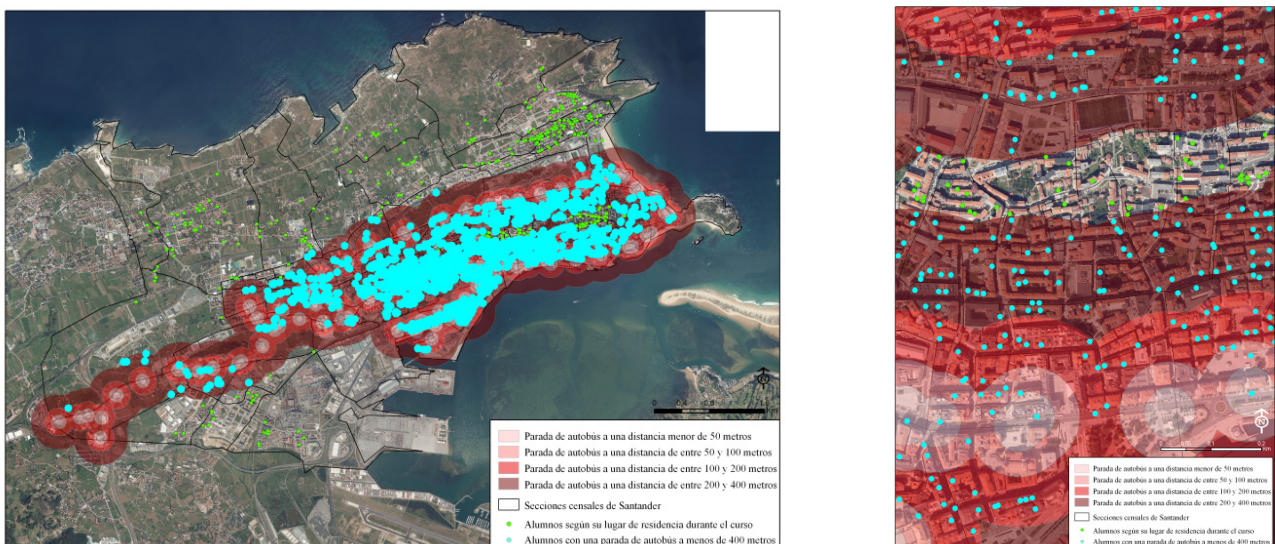 N
Parada de autobús a una distancia menor de 50 metros
Parada de autobús a una distancia de entre 50 y 100 metros
Parada de autobús a una distancia de entre 100 y 200 metros
Parada de autobús a una distancia de entre 200 y 400 metros
Secciones censales de Santander
Alumnos según su lugar de residencia durante el curso
Alumnos con una parada de autobús a menos de 400 metros
N
Km
Parada de autobús a una distancia menor de 50 metros
Parada de autobús a una distancia de entre 50 y 100 metros
Parada de autobús a una distancia de entre 100 y 200 metros
Parada de autobús a una distancia de entre 200 y 400 metros
Secciones censales de Santander
Alumnos según su lugar de residencia durante el curso
Alumnos con una parada de autobús a menos de 400 metros